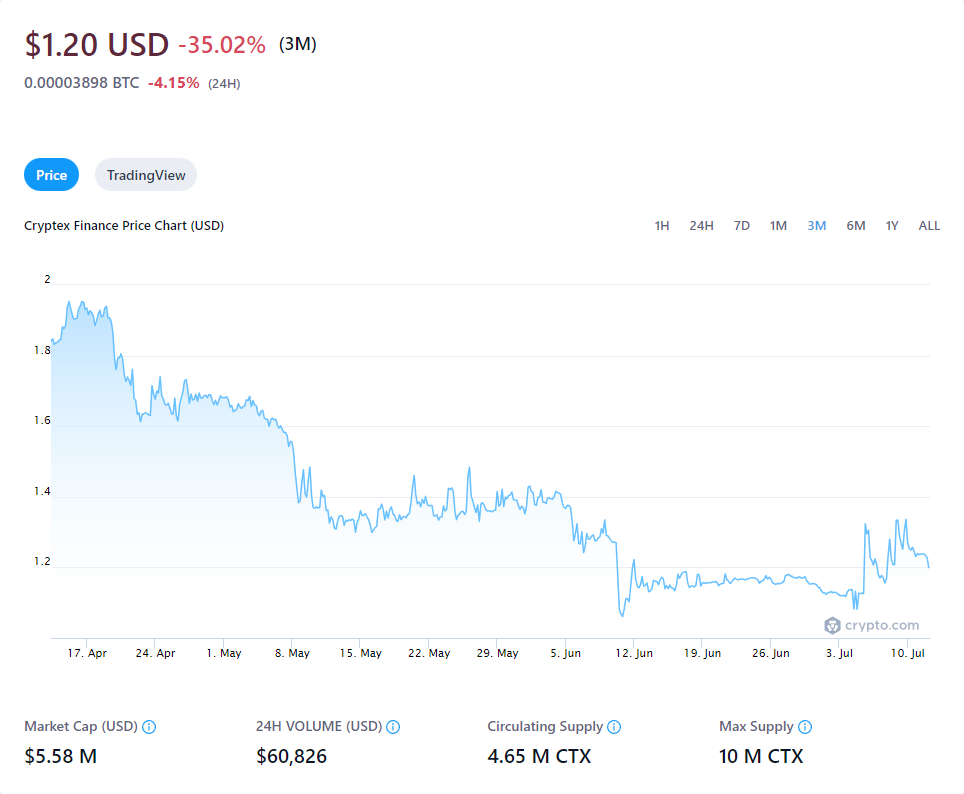 $1.20 USD -35.02% (3M)
0.00003898 BTC -4.15% (24H)
Price TradingView
Cryptex Finance Price Chart (USD) 1H 24H 7D 1M 3M 6M 1Y ALL
2
1.8
1.6
1.4
1.2
crypto.com
17. Apr 24. Apr 1. May 8. May 15. May 22. May 29. May 5. Jun 12. Jun 19. Jun 26. Jun 3. Jul 10. Jul
Market Cap (USD) 24H VOLUME (USD) Circulating Supply Max Supply
$5.58 M $60,826 4.65 M CTX 10 M CTX